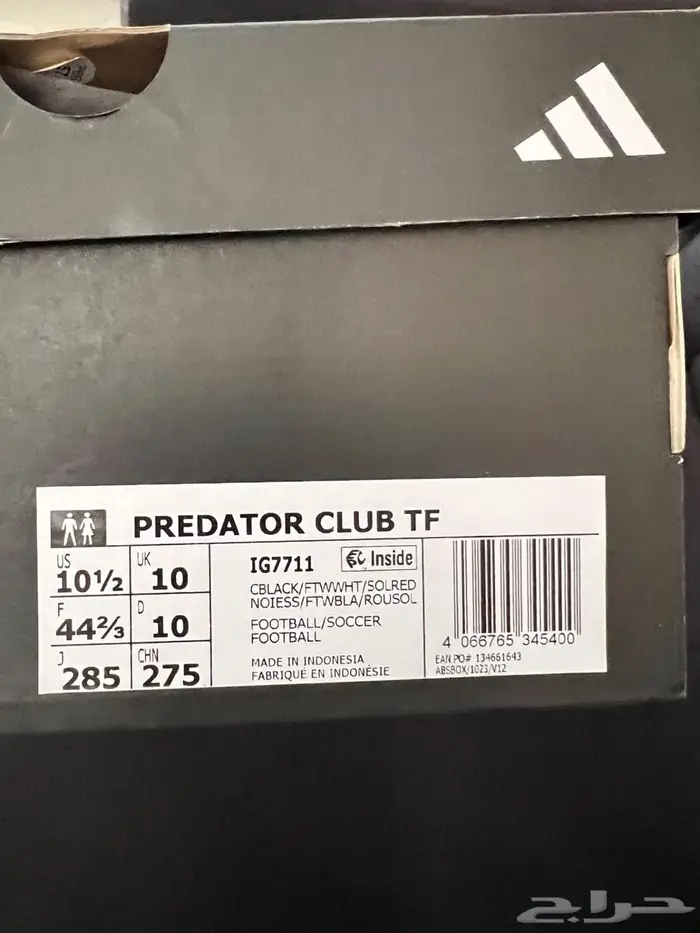 PREDATOR CLUB TF
US 10½
UK 10
F 44⅔
D 10
J 285
CHN 275
IG7711
Inside
CBLACK/FTWWHT/SOLRED
NOIESS/FTWBLA/ROUSOL
FOOTBALL/SOCCER
FOOTBALL
MADE IN INDONESIA
FABRIQUÉ EN INDONÉSIE
4 066765 345400
EAN PO# 134661643
ABSBOX/1023/V12
حراج